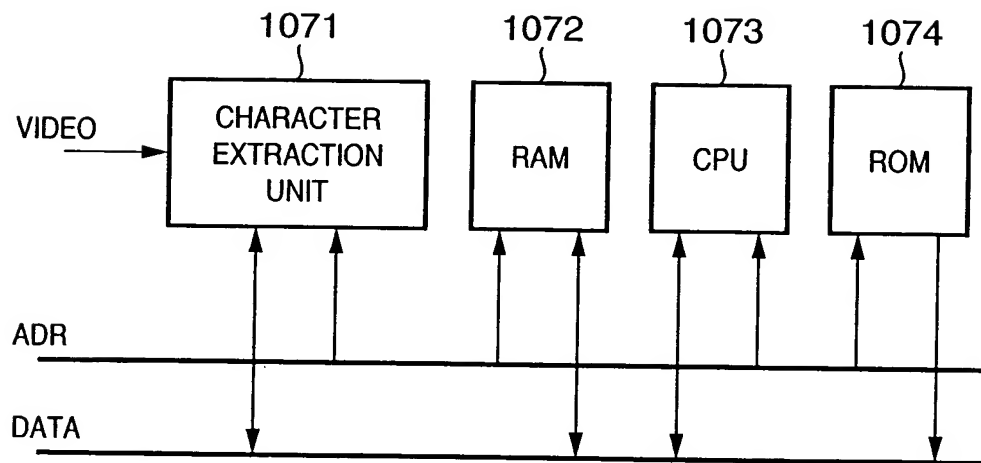 1071
1072
1073
1074
VIDEO
CHARACTER
EXTRACTION
UNIT
RAM
CPU
ROM
ADR
DATA